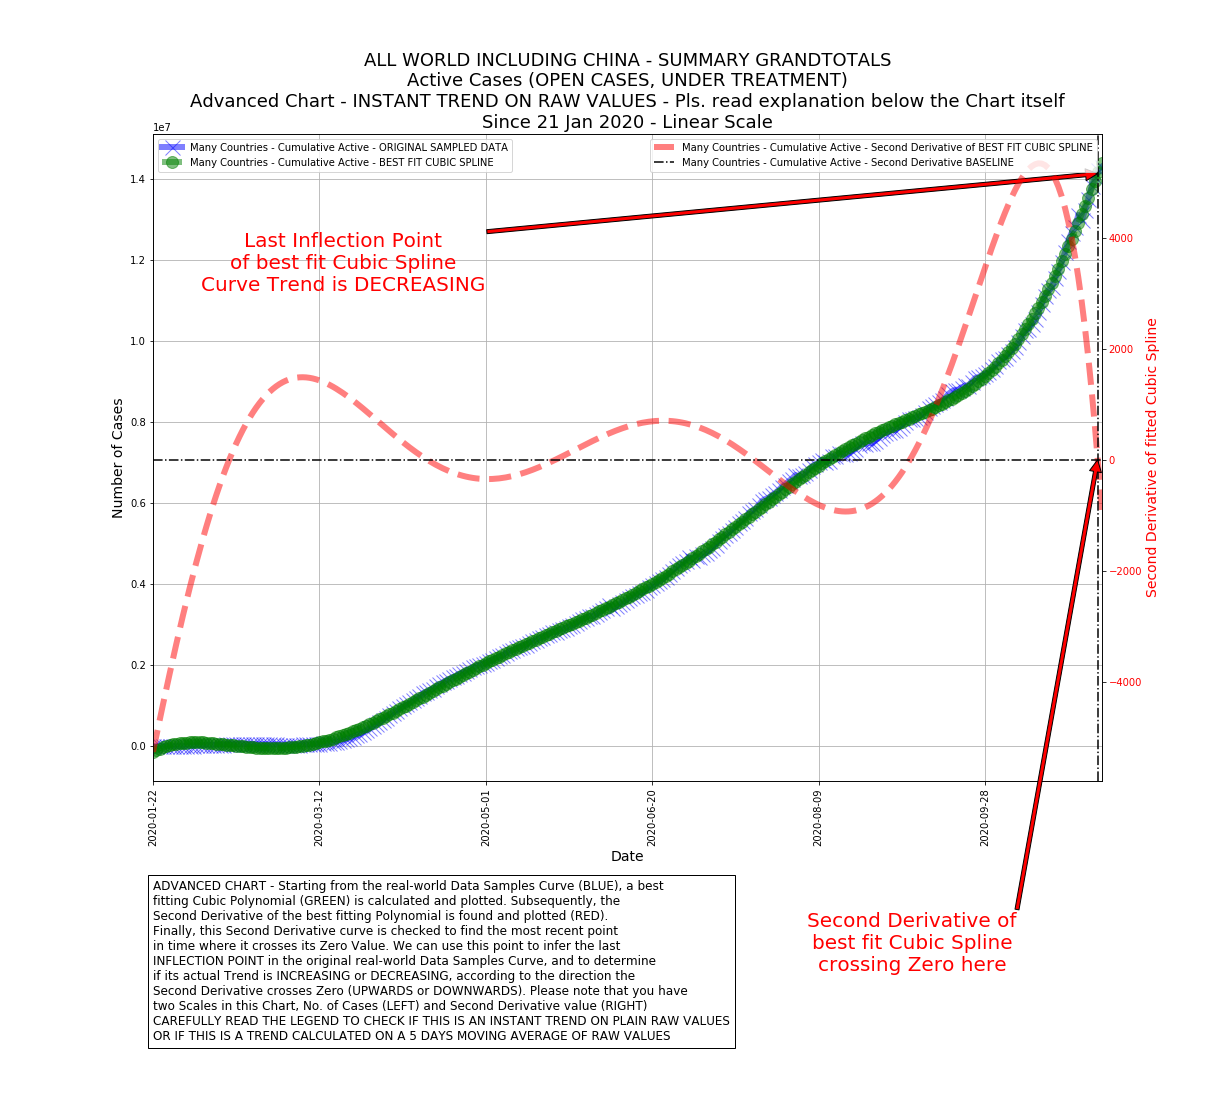 ALL WORLD INCLUDING CHINA - SUMMARY GRANDTOTALS
Active Cases (OPEN CASES, UNDER TREATMENT)
Advanced Chart - INSTANT TREND ON RAW VALUES - Pls. read explanation below the Chart itself
Since 21 Jan 2020 - Linear Scale
1e7
Many Countries - Cumulative Active - ORIGINAL SAMPLED DATA
Many Countries - Cumulative Active - BEST FIT CUBIC SPLINE
Many Countries - Cumulative Active - Second Derivative of BEST FIT CUBIC SPLINE
Many Countries - Cumulative Active - Second Derivative BASELINE
Last Inflection Point
of best fit Cubic Spline
Curve Trend is DECREASING
Number of Cases
1.4
1.2
1.0
0.8
0.6
0.4
0.2
0.0
4000
2000
0
−2000
−4000
Second Derivative of fitted Cubic Spline
2020-01-22
2020-03-12
2020-05-01
2020-06-20
2020-08-09
2020-09-28
Date
ADVANCED CHART - Starting from the real-world Data Samples Curve (BLUE), a best
fitting Cubic Polynomial (GREEN) is calculated and plotted. Subsequently, the
Second Derivative of the best fitting Polynomial is found and plotted (RED).
Finally, this Second Derivative curve is checked to find the most recent point
in time where it crosses its Zero Value. We can use this point to infer the last
INFLECTION POINT in the original real-world Data Samples Curve, and to determine
if its actual Trend is INCREASING or DECREASING, according to the direction the
Second Derivative crosses Zero (UPWARDS or DOWNWARDS). Please note that you have
two Scales in this Chart, No. of Cases (LEFT) and Second Derivative value (RIGHT)
CAREFULLY READ THE LEGEND TO CHECK IF THIS IS AN INSTANT TREND ON PLAIN RAW VALUES
OR IF THIS IS A TREND CALCULATED ON A 5 DAYS MOVING AVERAGE OF RAW VALUES
Second Derivative of
best fit Cubic Spline
crossing Zero here